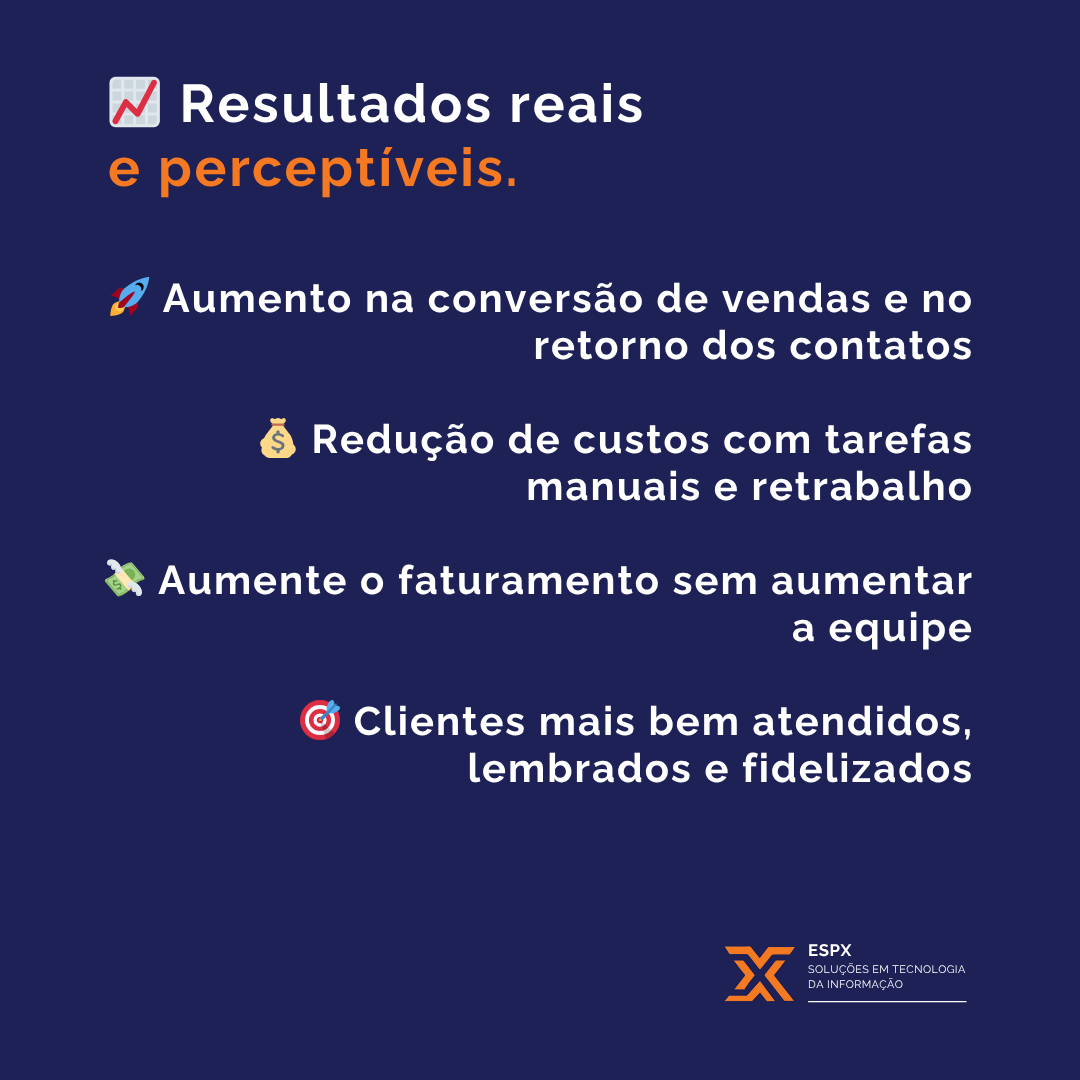 📈 Resultados reais
e perceptíveis.
🚀 Aumento na conversão de vendas e no
retorno dos contatos
💰 Redução de custos com tarefas
manuais e retrabalho
💸 Aumente o faturamento sem aumentar
a equipe
🎯 Clientes mais bem atendidos,
lembrados e fidelizados
ESPX
SOLUÇÕES EM TECNOLOGIA
DA INFORMAÇÃO